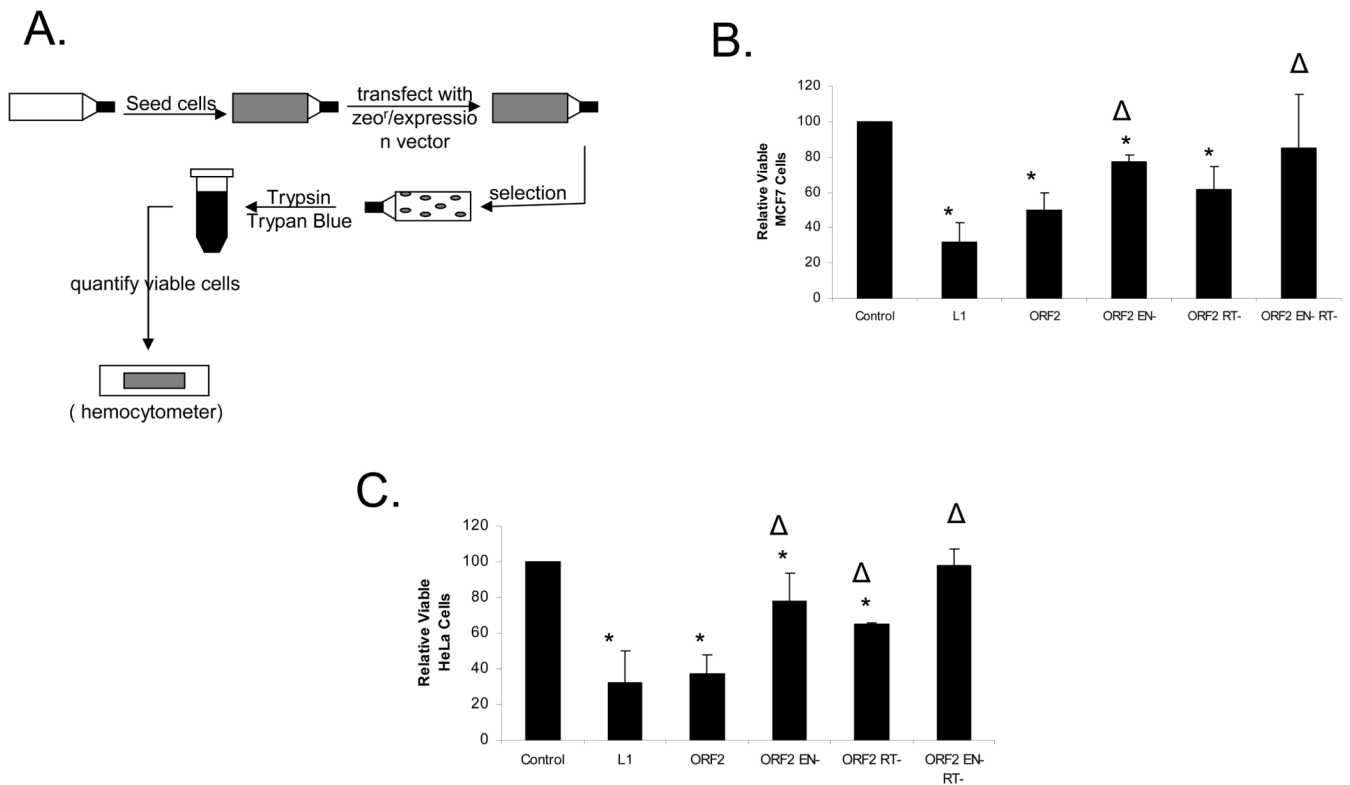 A.
Seed cells
transfect with
zeoʳ/expressio
n vector
selection
Trypsin
Trypan Blue
quantify viable cells
( hemocytometer)
B.
Δ
Δ
*
*
*
*
Relative Viable
MCF7 Cells
120
100
80
60
40
20
0
Control
L1
ORF2
ORF2 EN-
ORF2 RT-
ORF2 EN- RT-
C.
Δ
Δ
Δ
*
*
*
*
Relative Viable
HeLa Cells
120
100
80
60
40
20
0
Control
L1
ORF2
ORF2 EN-
ORF2 RT-
ORF2 EN-
RT-